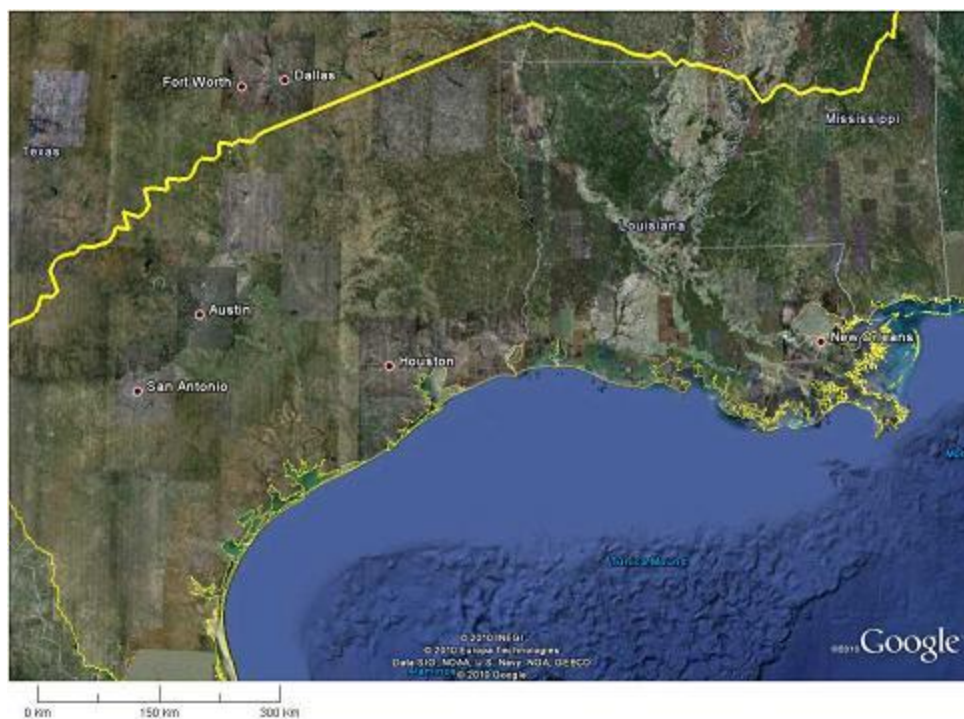 Fort Worth
Dallas
Texas
Mississippi
Louisiana
Austin
New Orleans
Houston
San Antonio
© 2010 INEGI
© 2010 Europa Technologies
Data SIO, NOAA, U.S. Navy, NGA, GEBCO
© 2010 Google
©2010 Google
0 Km
150 Km
300 Km